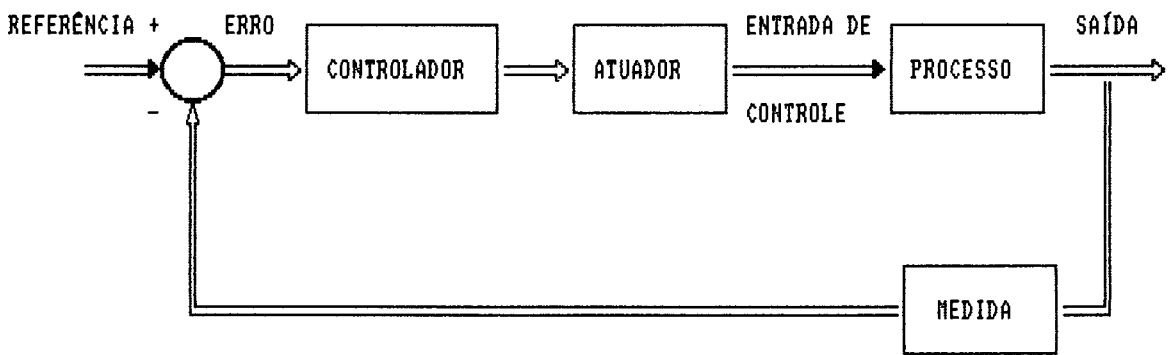 REFERÊNCIA +
ERRO
CONTROLADOR
ATUADOR
ENTRADA DE
CONTROLE
PROCESSO
SAÍDA
-
MEDIDA